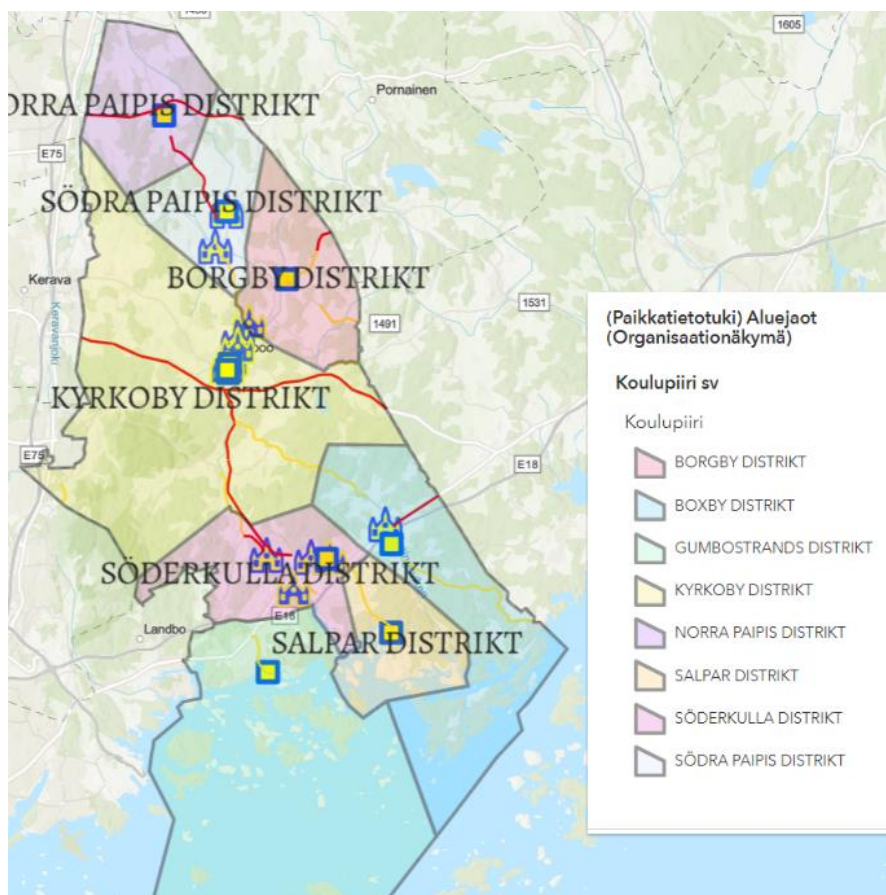 1605
ORRA PAIPIS DISTRIKT
Pornainen
E75
SÖDRA PAIPIS DISTRIKT
BORGBY DISTRIKT
Kerava
1531
Keravanjoki
1491
KYRKOBY DISTRIKT
E75
E18
SÖDERKULLA DISTRIKT
E18
Landbo
SALPAR DISTRIKT
(Paikkatietotuki) Aluejaot
(Organisaationäkymä)
Koulupiiri sv
Koulupiiri
BORGBY DISTRIKT
BOXBY DISTRIKT
GUMBOSTRANDS DISTRIKT
KYRKOBY DISTRIKT
NORRA PAIPIS DISTRIKT
SALPAR DISTRIKT
SÖDERKULLA DISTRIKT
SÖDRA PAIPIS DISTRIKT